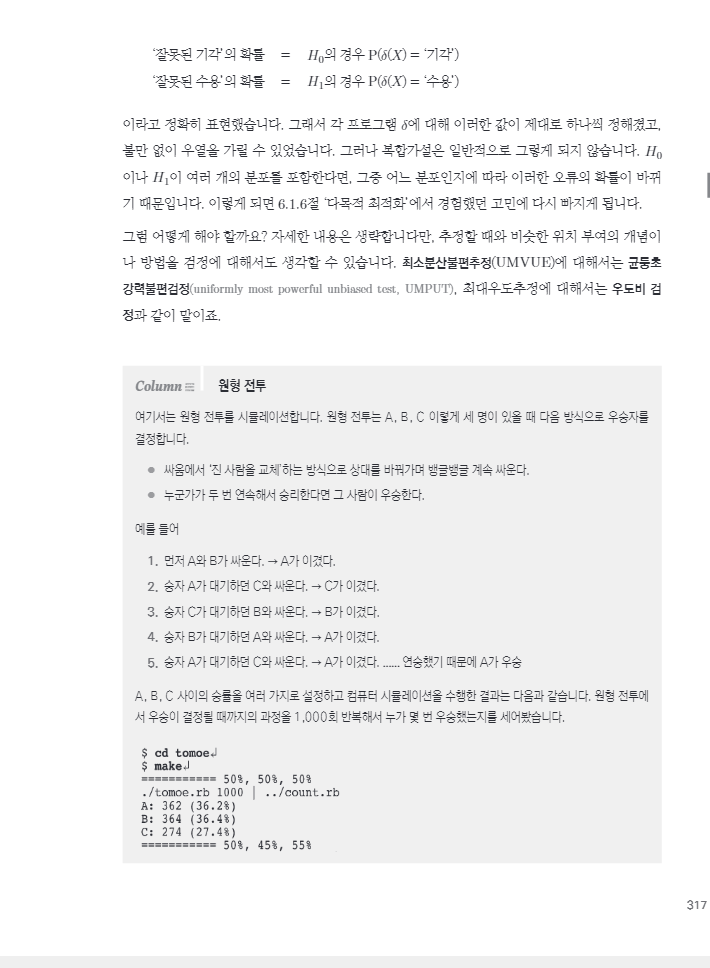 ‘잘못된 기각’의 확률 = H0의 경우 P(δ(X) = ‘기각’)
‘잘못된 수용’의 확률 = H1의 경우 P(δ(X) = ‘수용’)
이라고 정확히 표현했습니다. 그래서 각 프로그램 δ에 대해 이러한 값이 제대로 하나씩 정해졌고,
불만 없이 우열을 가릴 수 있었습니다. 그러나 복합가설은 일반적으로 그렇게 되지 않습니다. H0
이나 H1이 여러 개의 분포를 포함한다면, 그중 어느 분포인지에 따라 이러한 오류의 확률이 바뀌
기 때문입니다. 이렇게 되면 6.1.6절 ‘다목적 최적화’에서 경험했던 고민에 다시 빠지게 됩니다.
그럼 어떻게 해야 할까요? 자세한 내용은 생략합니다만, 추정할 때와 비슷한 위치 부여의 개념이
나 방법을 검정에 대해서도 생각할 수 있습니다. 최소분산불편추정(UMVUE)에 대해서는 균등초
강력불편검정(uniformly most powerful unbiased test, UMPUT), 최대우도추정에 대해서는 우도비 검
정과 같이 말이죠.
Column 원형 전투
여기서는 원형 전투를 시뮬레이션합니다. 원형 전투는 A, B, C 이렇게 세 명이 있을 때 다음 방식으로 우승자를
결정합니다.
● 싸움에서 ‘진 사람을 교체’하는 방식으로 상대를 바꿔가며 뱅글뱅글 계속 싸운다.
● 누군가가 두 번 연속해서 승리한다면 그 사람이 우승한다.
예를 들어
1. 먼저 A와 B가 싸운다. → A가 이겼다.
2. 승자 A가 대기하던 C와 싸운다. → C가 이겼다.
3. 승자 C가 대기하던 B와 싸운다. → B가 이겼다.
4. 승자 B가 대기하던 A와 싸운다. → A가 이겼다.
5. 승자 A가 대기하던 C와 싸운다. → A가 이겼다. …… 연승했기 때문에 A가 우승
A, B, C 사이의 승률을 여러 가지로 설정하고 컴퓨터 시뮬레이션을 수행한 결과는 다음과 같습니다. 원형 전투에
서 우승이 결정될 때까지의 과정을 1,000회 반복해서 누가 몇 번 우승했는지를 세어봤습니다.
$ cd tomoe↲
$ make↲
=========== 50%, 50%, 50%
./tomoe.rb 1000 | ../count.rb
A: 362 (36.2%)
B: 364 (36.4%)
C: 274 (27.4%)
=========== 50%, 45%, 55%
317